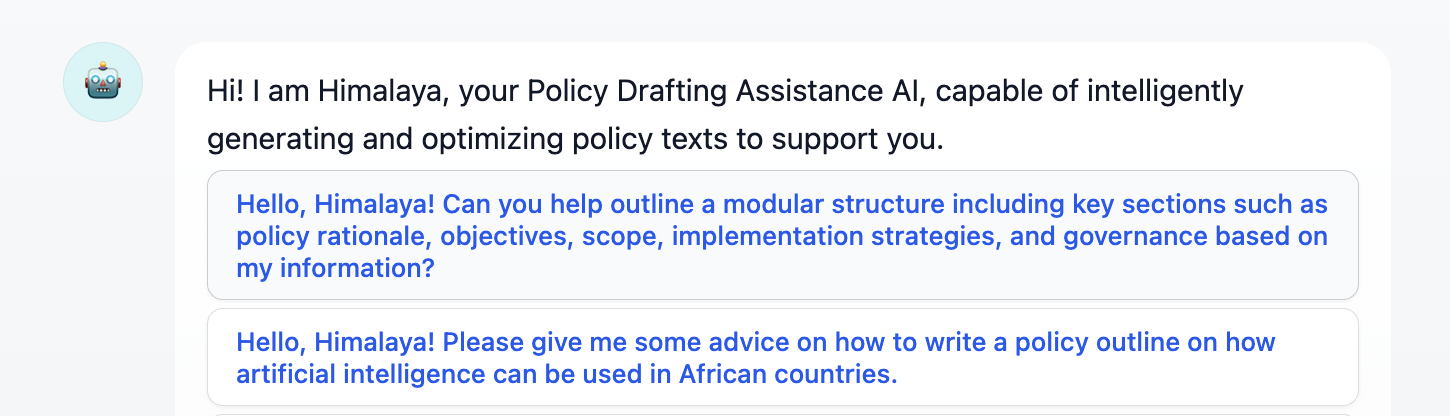 Hi! I am Himalaya, your Policy Drafting Assistance AI, capable of intelligently
generating and optimizing policy texts to support you.
Hello, Himalaya! Can you help outline a modular structure including key sections such as
policy rationale, objectives, scope, implementation strategies, and governance based on
my information?
Hello, Himalaya! Please give me some advice on how to write a policy outline on how
artificial intelligence can be used in African countries.